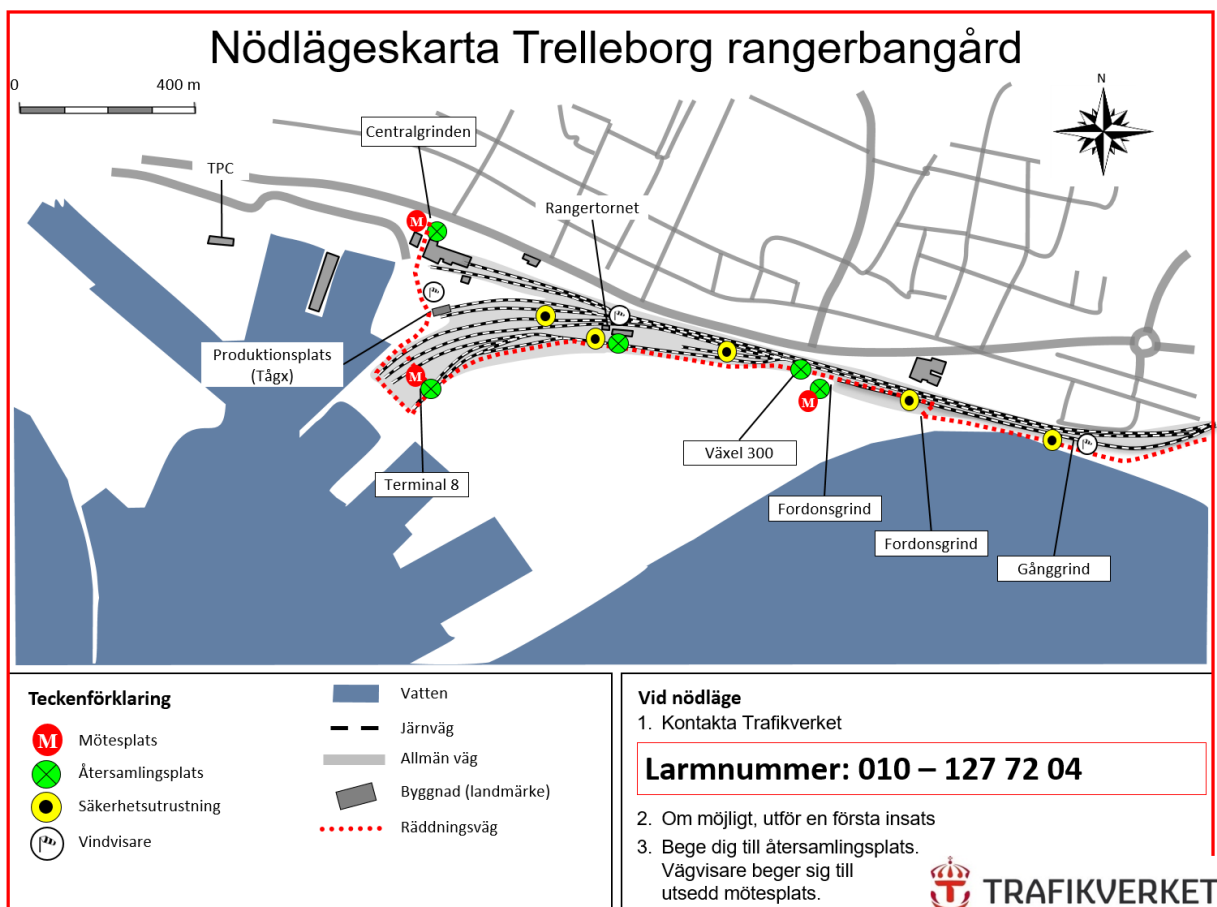 Nödlägeskarta Trelleborg rangerbangård
0
400 m
N
Centralgrinden
TPC
M
Rangertornet
Produktionsplats
(Tågx)
M
M
Växel 300
Terminal 8
Fordonsgrind
Fordonsgrind
Gånggrind
Teckenförklaring
M Mötesplats
Återsamlingsplats
Säkerhetsutrustning
Vindvisare
Vatten
Järnväg
Allmän väg
Byggnad (landmärke)
Räddningsväg
Vid nödläge
1. Kontakta Trafikverket
Larmnummer: 010 – 127 72 04
2. Om möjligt, utför en första insats
3. Bege dig till återsamlingsplats.
Vägvisare beger sig till
utsedd mötesplats.
TRAFIKVERKET